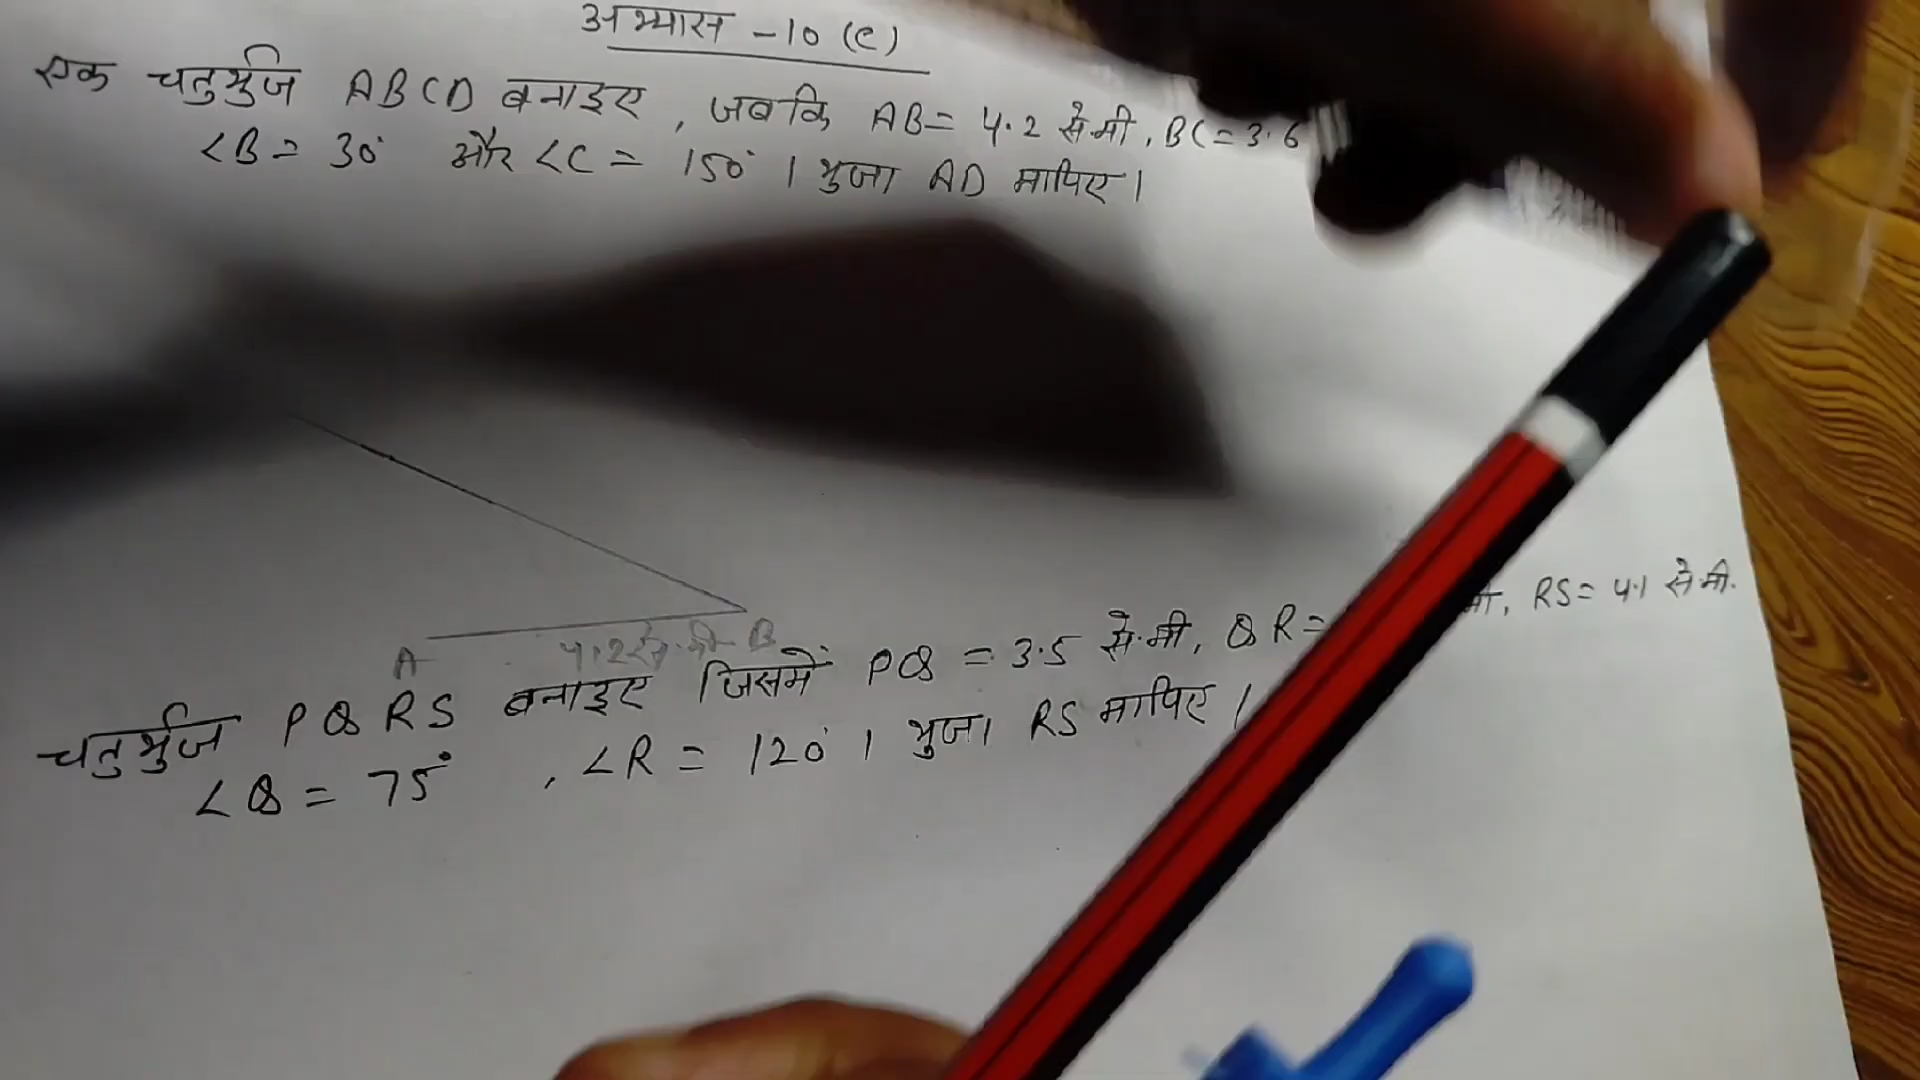 अभ्यास - 10 (e)
एक चतुर्भुज ABCD बनाइए, जबकि AB = 4.2 से.मी, BC = 3.6
∠B = 30° और ∠C = 150° । भुजा AD मापिए।
A 4.2 से.मी B
चतुर्भुज PQRS बनाइए जिसमें PQ = 3.5 से.मी, QR = मी, RS = 4.1 से.मी.
∠Q = 75° , ∠R = 120° । भुजा RS मापिए।